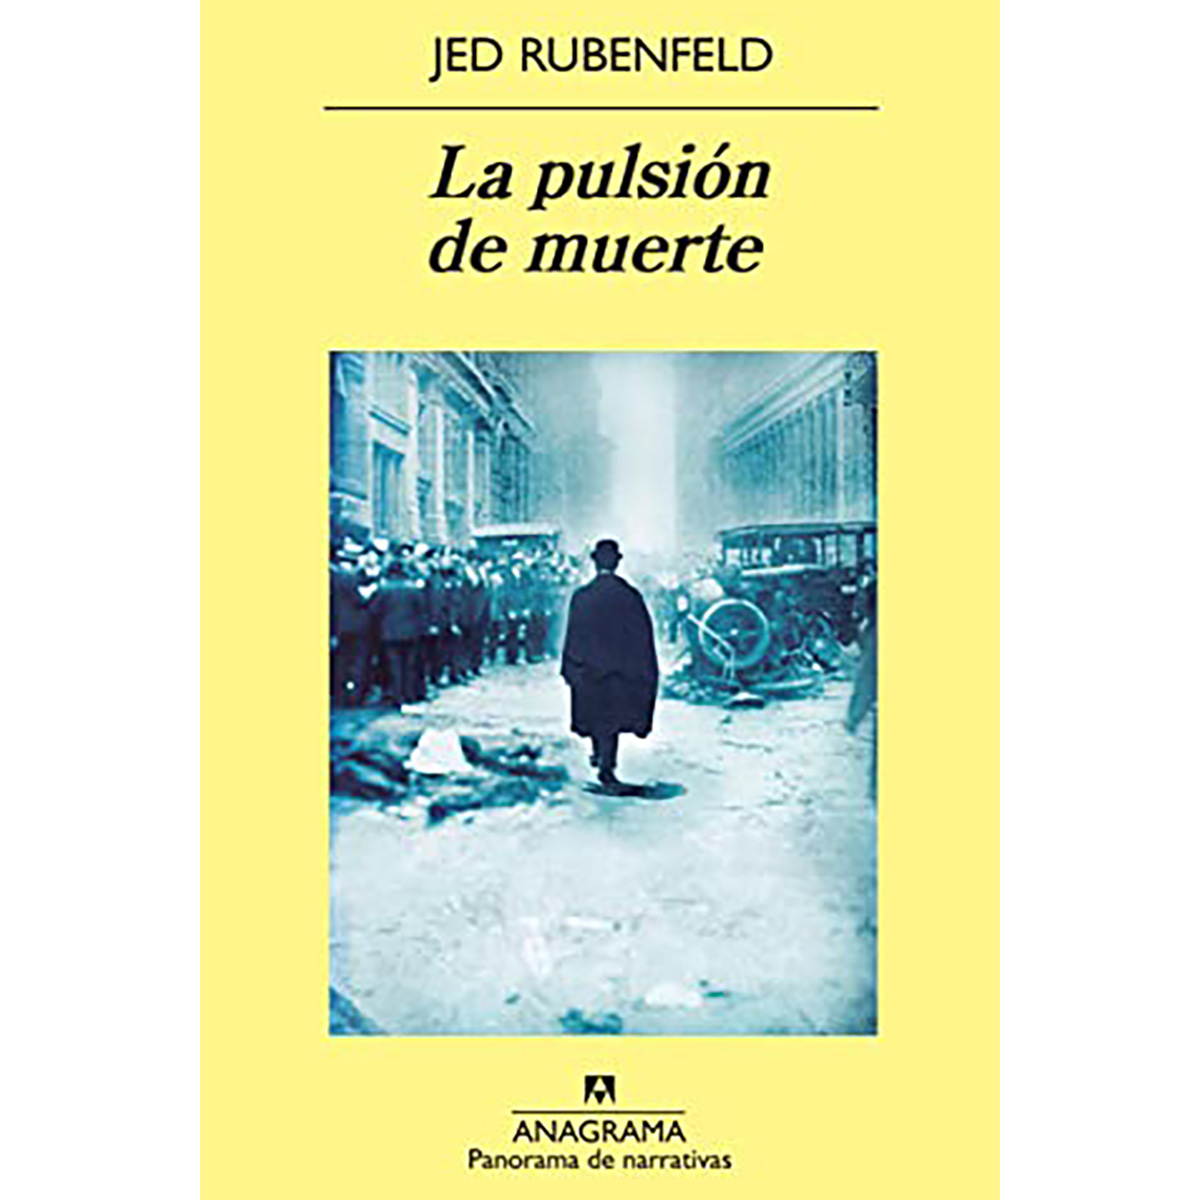 JED RUBENFELD
La pulsión
de muerte
ANAGRAMA
Panorama de narrativas